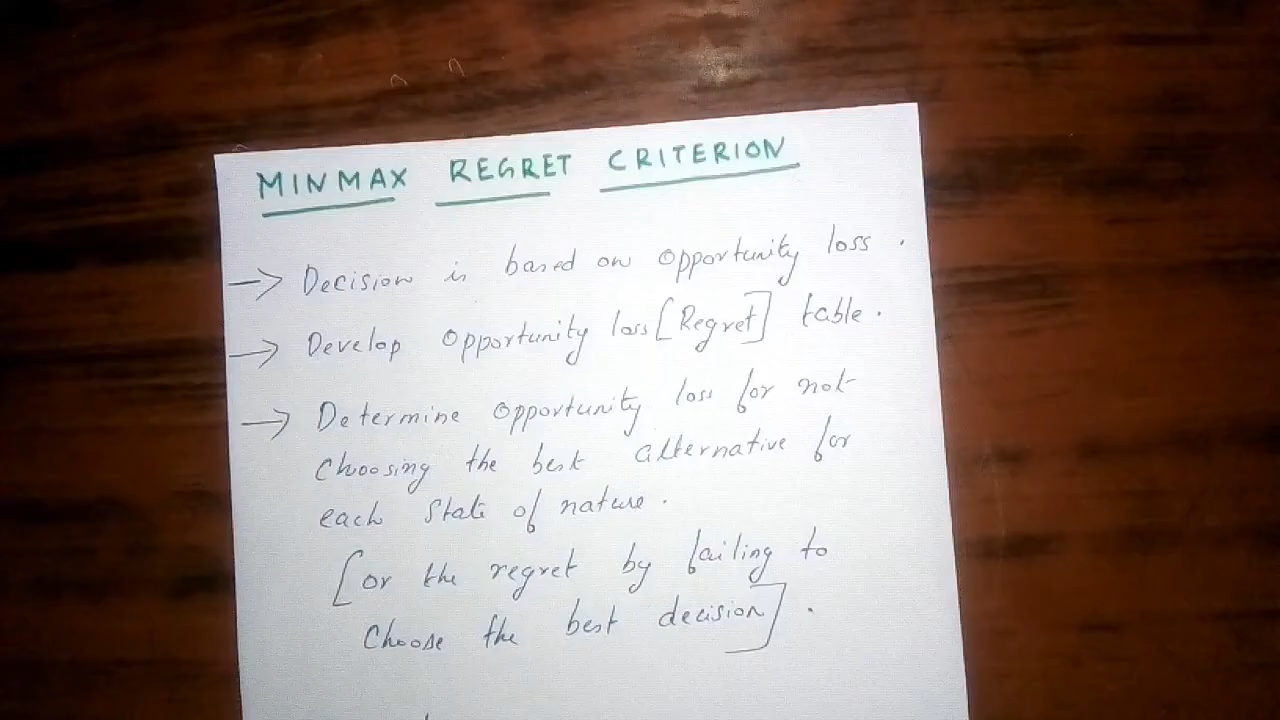 MINMAX REGRET CRITERION
→ Decision is based on opportunity loss.
→ Develop opportunity loss [Regret] table.
→ Determine opportunity loss for not
choosing the best alternative for
each state of nature.
[or the regret by failing to
choose the best decision].